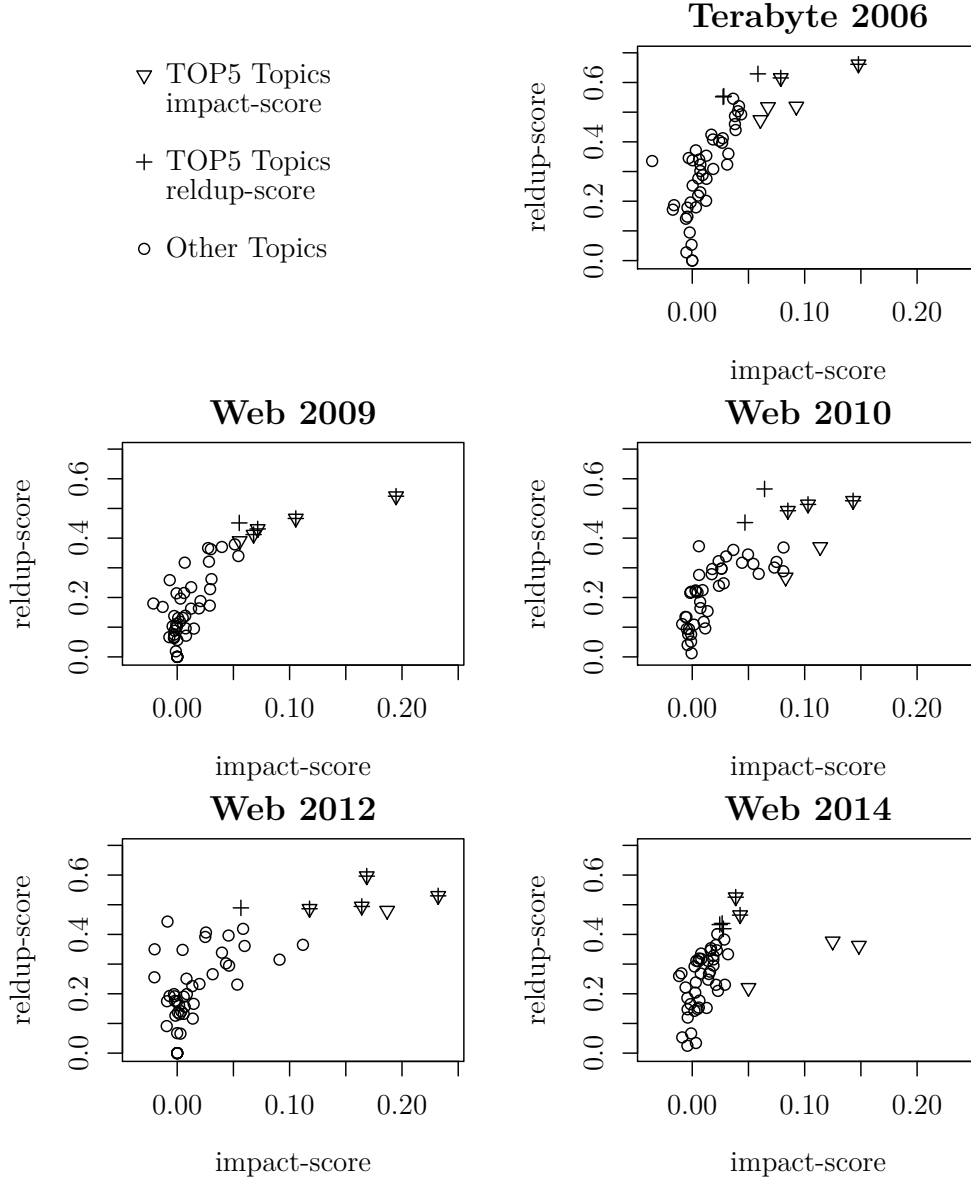 Terabyte 2006
TOP5 Topics
impact-score
TOP5 Topics
reldup-score
Other Topics
reldup-score
0.0 0.2 0.4 0.6
0.00 0.10 0.20
impact-score
Web 2009
reldup-score
0.0 0.2 0.4 0.6
0.00 0.10 0.20
impact-score
Web 2010
reldup-score
0.0 0.2 0.4 0.6
0.00 0.10 0.20
impact-score
Web 2012
reldup-score
0.0 0.2 0.4 0.6
0.00 0.10 0.20
impact-score
Web 2014
reldup-score
0.0 0.2 0.4 0.6
0.00 0.10 0.20
impact-score